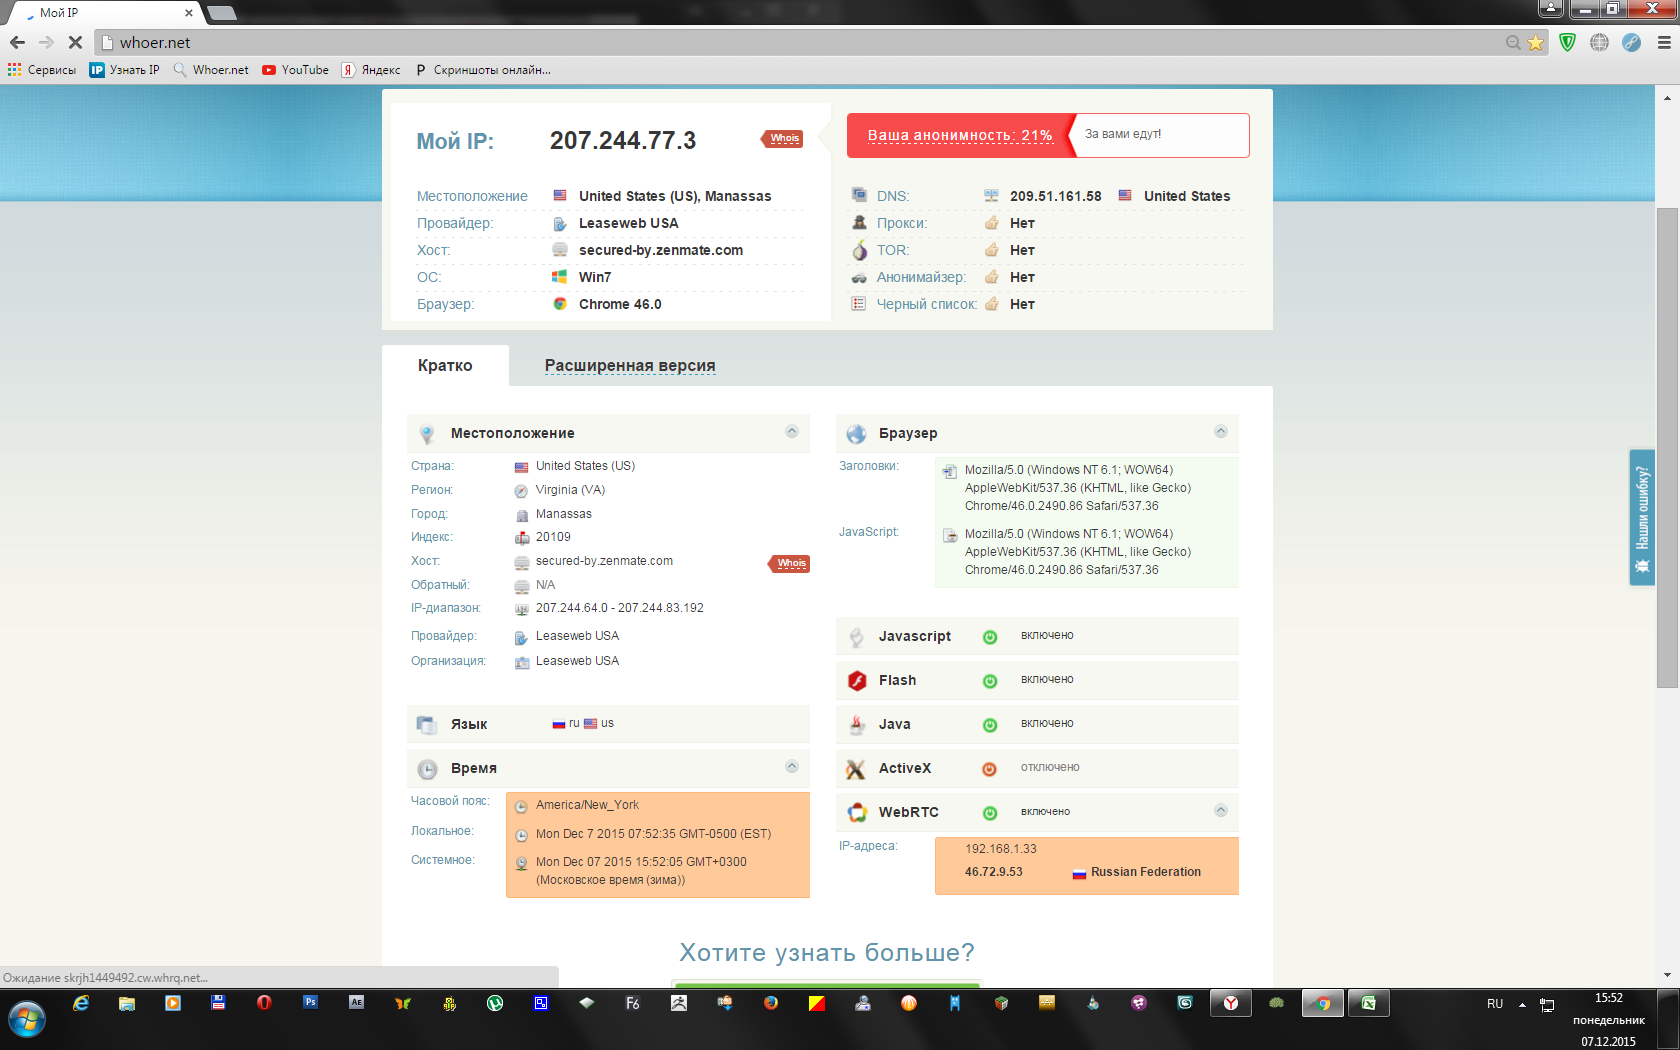 Мой IP
whoer.net
Сервисы Узнать IP Whoer.net YouTube Яндекс Скриншоты онлайн...
Мой IP: 207.244.77.3 Whois
Ваша анонимность: 21% За вами едут!
Местоположение United States (US), Manassas
Провайдер: Leaseweb USA
Хост: secured-by.zenmate.com
ОС: Win7
Браузер: Chrome 46.0
DNS: 209.51.161.58 United States
Прокси: Нет
TOR: Нет
Анонимайзер: Нет
Черный список: Нет
Кратко Расширенная версия
Местоположение
Страна: United States (US)
Регион: Virginia (VA)
Город: Manassas
Индекс: 20109
Хост: secured-by.zenmate.com Whois
Обратный: N/A
IP-диапазон: 207.244.64.0 - 207.244.83.192
Провайдер: Leaseweb USA
Организация: Leaseweb USA
Язык ru us
Время
Часовой пояс: America/New_York
Локальное: Mon Dec 7 2015 07:52:35 GMT-0500 (EST)
Системное: Mon Dec 07 2015 15:52:05 GMT+0300
(Московское время (зима))
Браузер
Заголовки: Mozilla/5.0 (Windows NT 6.1; WOW64)
AppleWebKit/537.36 (KHTML, like Gecko)
Chrome/46.0.2490.86 Safari/537.36
JavaScript: Mozilla/5.0 (Windows NT 6.1; WOW64)
AppleWebKit/537.36 (KHTML, like Gecko)
Chrome/46.0.2490.86 Safari/537.36
Javascript включено
Flash включено
Java включено
ActiveX отключено
WebRTC включено
IP-адреса: 192.168.1.33
46.72.9.53 Russian Federation
Нашли ошибку?
Хотите узнать больше?
Ожидание skrjh1449492.cw.whrq.net...
RU
15:52
понедельник
07.12.2015